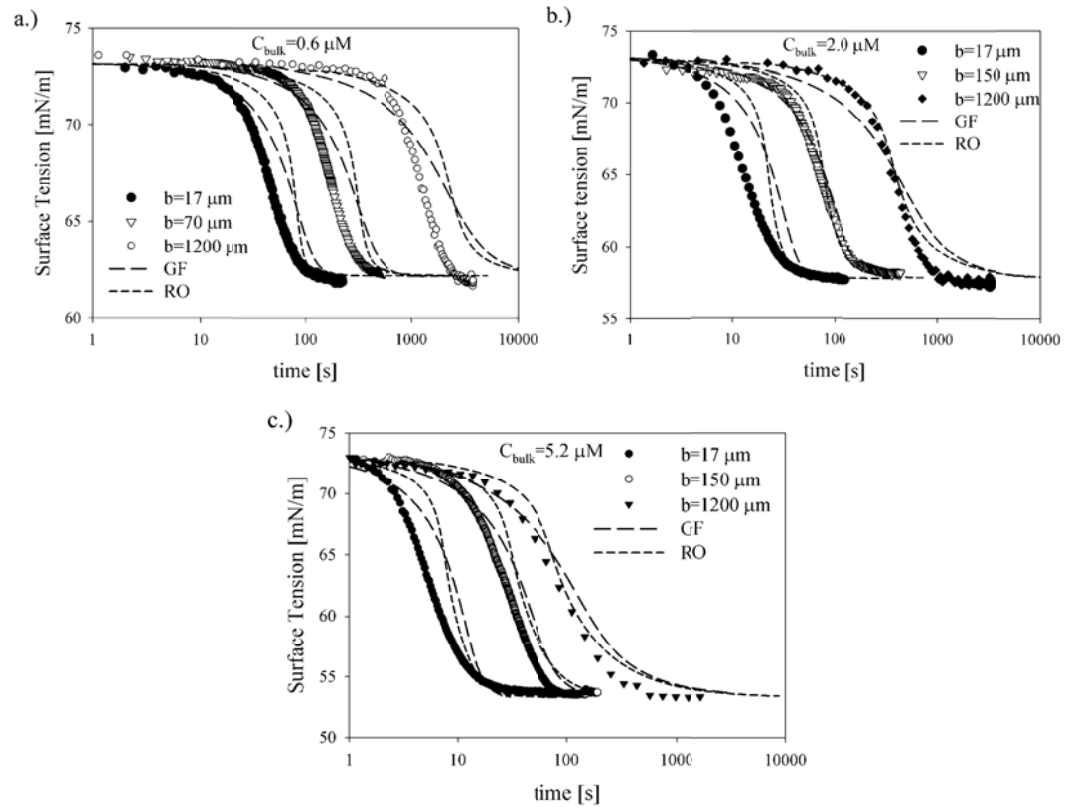 a.)
C_bulk=0.6 μM
75
70
65
60
Surface Tension [mN/m]
b=17 μm
b=70 μm
b=1200 μm
GF
RO
1 10 100 1000 10000
time [s]
b.)
C_bulk=2.0 μM
75
70
65
60
55
Surface tension [mN/m]
b=17 μm
b=150 μm
b=1200 μm
GF
RO
1 10 100 1000 10000
time [s]
c.)
C_bulk=5.2 μM
75
70
65
60
55
50
Surface Tension [mN/m]
b=17 μm
b=150 μm
b=1200 μm
GF
RO
1 10 100 1000 10000
time [s]